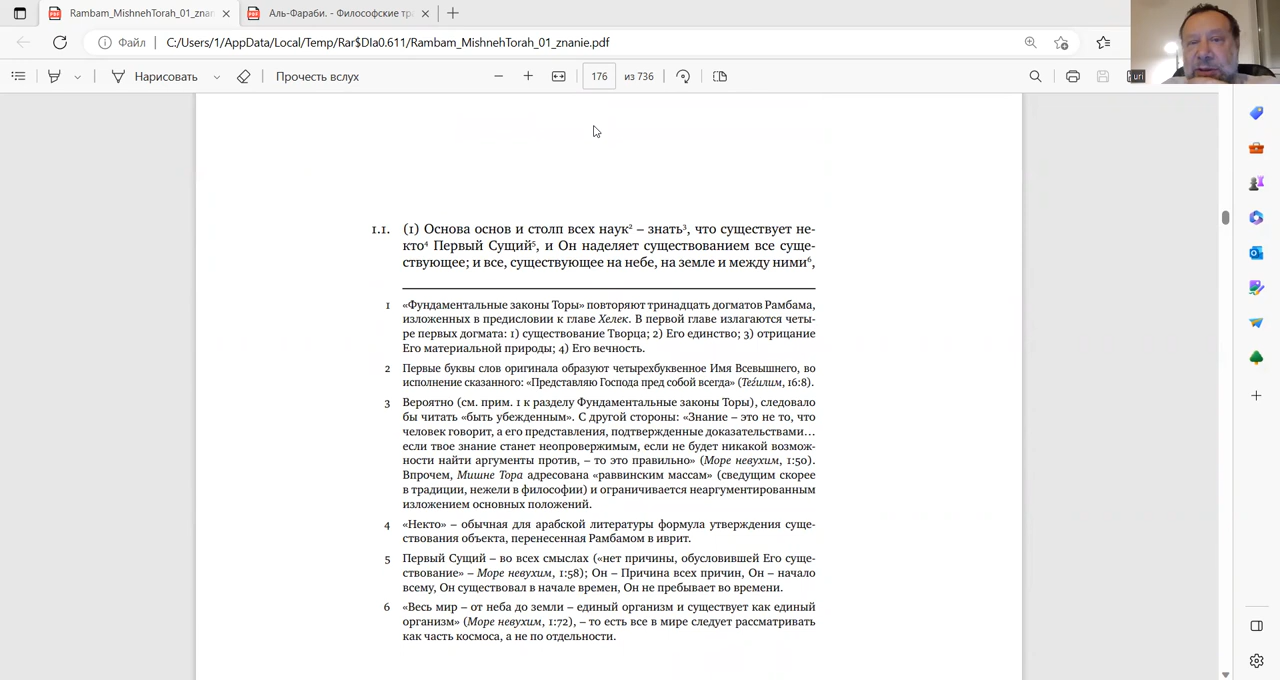 Rambam_MishnehTorah_01_zna
Аль-Фараби. - Философские тр
Файл
C:/Users/1/AppData/Local/Temp/Rar$DIa0.611/Rambam_MishnehTorah_01_znanie.pdf
Нарисовать
Прочесть вслух
176 из 736
uri
1.1. (1) Основа основ и столп всех наук² – знать³, что существует не-
кто⁴ Первый Сущий⁵, и Он наделяет существованием все суще-
ствующее; и все, существующее на небе, на земле и между ними⁶,
1 «Фундаментальные законы Торы» повторяют тринадцать догматов Рамбама,
изложенных в предисловии к главе Хелек. В первой главе излагаются четы-
ре первых догмата: 1) существование Творца; 2) Его единство; 3) отрицание
Его материальной природы; 4) Его вечность.
2 Первые буквы слов оригинала образуют четырехбуквенное Имя Всевышнего, во
исполнение сказанного: «Представляю Господа пред собой всегда» (Теѓилим, 16:8).
3 Вероятно (см. прим. 1 к разделу Фундаментальные законы Торы), следовало
бы читать «быть убежденным». С другой стороны: «Знание – это не то, что
человек говорит, а его представления, подтвержденные доказательствами…
если твое знание станет неопровержимым, если не будет никакой возмож-
ности найти аргументы против, – то это правильно» (Море невухим, 1:50).
Впрочем, Мишне Тора адресована «раввинским массам» (сведущим скорее
в традиции, нежели в философии) и ограничивается неаргументированным
изложением основных положений.
4 «Некто» – обычная для арабской литературы формула утверждения суще-
ствования объекта, перенесенная Рамбамом в иврит.
5 Первый Сущий – во всех смыслах («нет причины, обусловившей Его суще-
ствование» – Море невухим, 1:58); Он – Причина всех причин, Он – начало
всему, Он существовал в начале времен, Он не пребывает во времени.
6 «Весь мир – от неба до земли – единый организм и существует как единый
организм» (Море невухим, 1:72), – то есть все в мире следует рассматривать
как часть космоса, а не по отдельности.